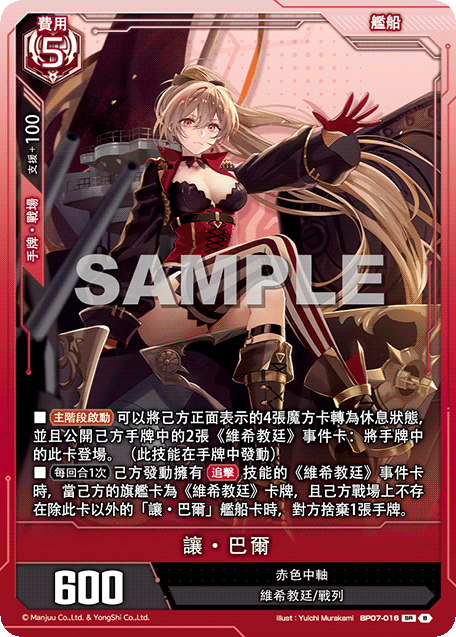 費用
5
艦船
支援+100
手牌・戰場
SAMPLE
■ 主階段啟動 可以將己方正面表示的4張魔方卡轉為休息狀態,
並且公開己方手牌中的2張《維希教廷》事件卡：將手牌中
的此卡登場。（此技能在手牌中發動）
■ 每回合1次 己方發動擁有 追擊 技能的《維希教廷》事件卡
時，當己方的旗艦卡為《維希教廷》卡牌，且己方戰場上不存
在除此卡以外的「讓・巴爾」艦船卡時，對方捨棄1張手牌。
讓・巴爾
600
赤色中軸
維希教廷/戰列
© Manjuu Co.,Ltd. & YongShi Co.,Ltd.
Illust : Yuichi Murakami BP07-016 SR B